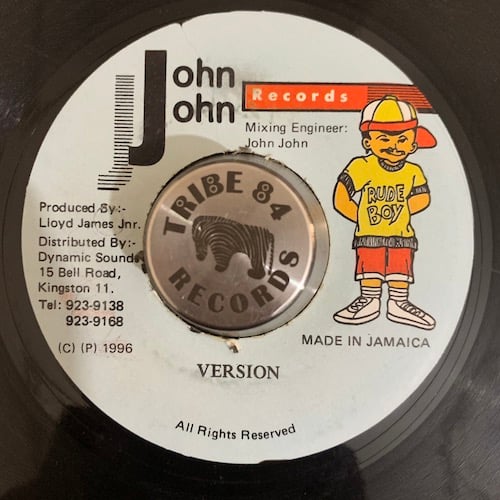 John
John
Records
Mixing Engineer:
John John
Produced By:-
Lloyd James Jnr.
Distributed By:-
Dynamic Sounds
15 Bell Road,
Kingston 11.
Tel: 923-9138
923-9168
(C) (P) 1996
TRIBE 84
RECORDS
RUDE
BOY
MADE IN JAMAICA
VERSION
All Rights Reserved